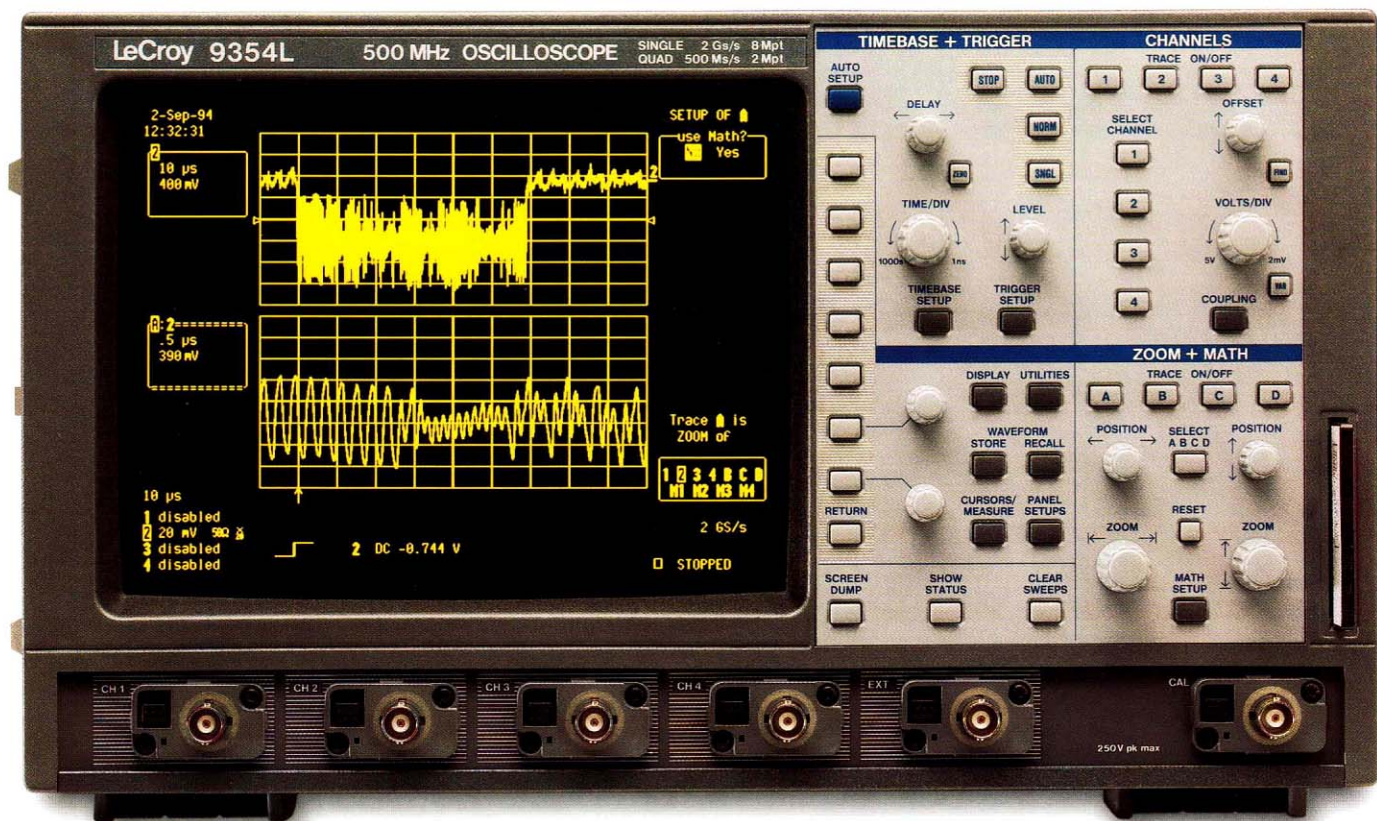 LeCroy 9354L
500 MHz OSCILLOSCOPE
SINGLE 2 Gs/s 8 Mpt
QUAD 500 Ms/s 2 Mpt
2-Sep-94
12:32:31
2
10 µs
400 mV
SETUP OF A
use Math?
Yes
2
A:2
.5 µs
390 mV
Trace A is
ZOOM of
1 2 3 4 B C D
M1 M2 M3 M4
10 µs
1 disabled
2 20 mV 50Ω
3 disabled
4 disabled
2 DC -0.744 V
2 GS/s
STOPPED
TIMEBASE + TRIGGER
AUTO SETUP
STOP
AUTO
DELAY
NORM
ZERO
SNGL
TIME/DIV
LEVEL
1000s
1ns
TIMEBASE SETUP
TRIGGER SETUP
CHANNELS
TRACE ON/OFF
1 2 3 4
SELECT CHANNEL
OFFSET
1
FIND
2
VOLTS/DIV
3
5V
2mV
VAR
4
COUPLING
DISPLAY
UTILITIES
WAVEFORM
STORE
RECALL
CURSORS/ MEASURE
PANEL SETUPS
RETURN
SCREEN DUMP
SHOW STATUS
CLEAR SWEEPS
ZOOM + MATH
TRACE ON/OFF
A B C D
POSITION
SELECT A B C D
POSITION
RESET
ZOOM
ZOOM
MATH SETUP
CH 1
CH 2
CH 3
CH 4
EXT
250V pk max
CAL